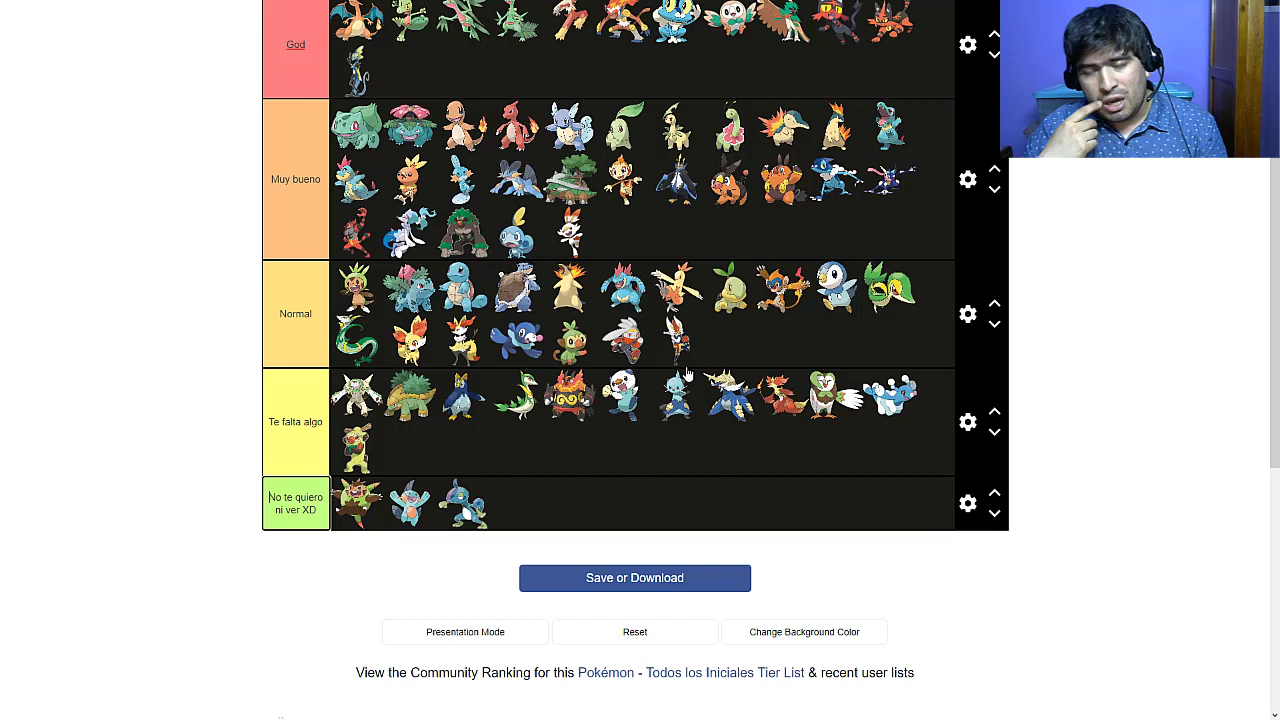 God
Muy bueno
Normal
Te falta algo
No te quiero
ni ver XD
Save or Download
Presentation Mode
Reset
Change Background Color
View the Community Ranking for this Pokémon - Todos los Iniciales Tier List & recent user lists